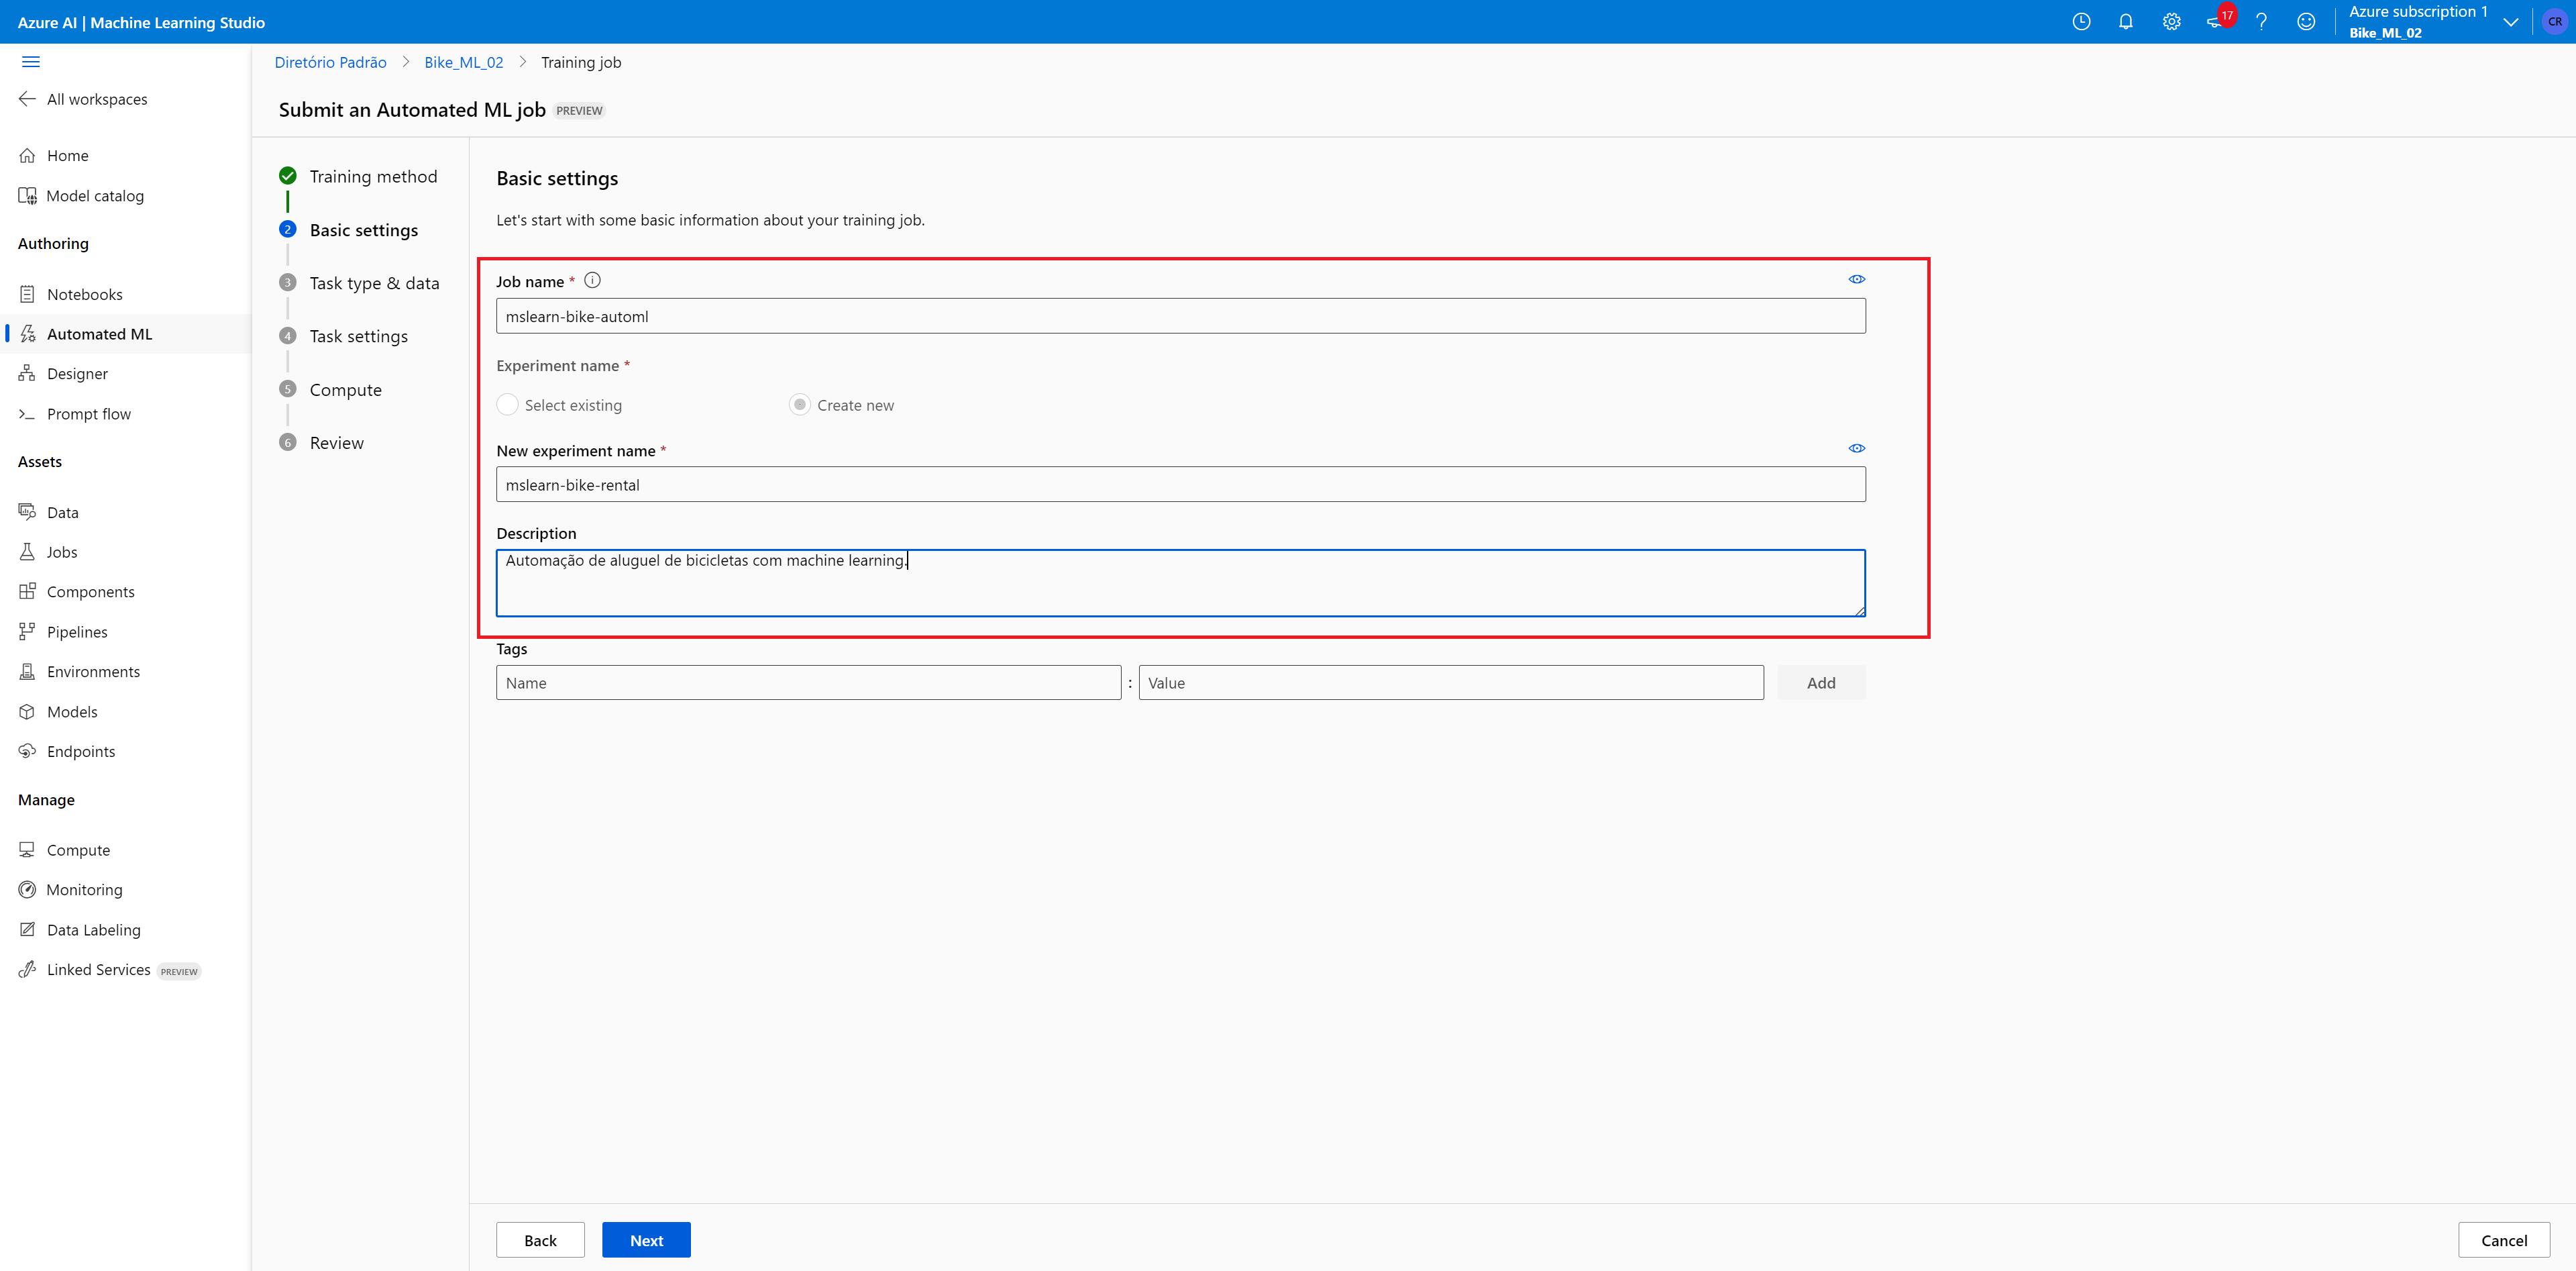 Azure AI | Machine Learning Studio
17
Azure subscription 1
Bike_ML_02
CR
Diretório Padrão > Bike_ML_02 > Training job
All workspaces
Submit an Automated ML job PREVIEW
Home
Model catalog
Authoring
Notebooks
Automated ML
Designer
Prompt flow
Assets
Data
Jobs
Components
Pipelines
Environments
Models
Endpoints
Manage
Compute
Monitoring
Data Labeling
Linked Services PREVIEW
Training method
2 Basic settings
3 Task type & data
4 Task settings
5 Compute
6 Review
Basic settings
Let's start with some basic information about your training job.
Job name *
mslearn-bike-automl
Experiment name *
Select existing
Create new
New experiment name *
mslearn-bike-rental
Description
Automação de aluguel de bicicletas com machine learning.
Tags
Name : Value Add
Back Next Cancel